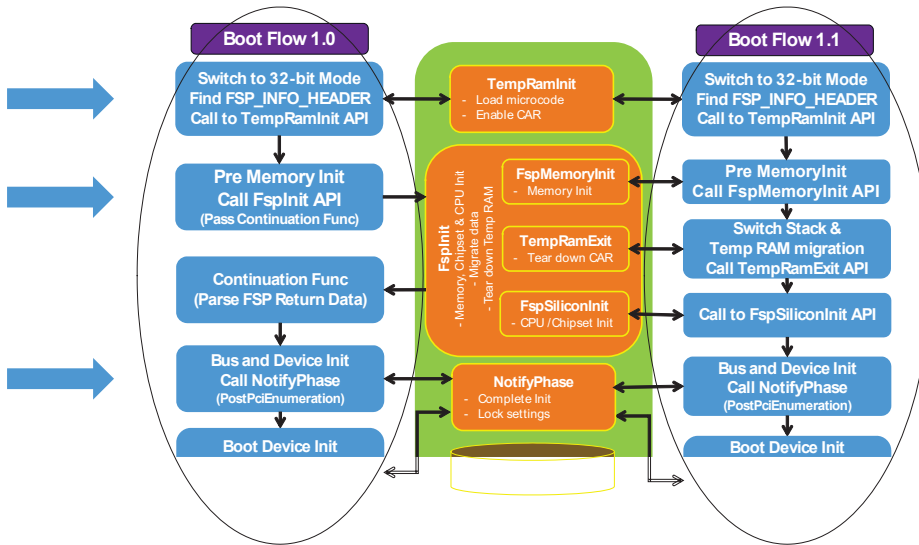 Boot Flow 1.0
Switch to 32-bit Mode
Find FSP_INFO_HEADER
Call to TempRamInit API
Pre Memory Init
Call FspInit API
(Pass Continuation Func)
Continuation Func
(Parse FSP Return Data)
Bus and Device Init
Call NotifyPhase
(PostPciEnumeration)
Boot Device Init
TempRamInit
- Load microcode
- Enable CAR
FspInit
- Memory, Chipset & CPU Init
- Migrate data
- Tear down Temp RAM
FspMemoryInit
- Memory Init
TempRamExit
- Tear down CAR
FspSiliconInit
- CPU /Chipset Init
NotifyPhase
- Complete Init
- Lock settings
Boot Flow 1.1
Switch to 32-bit Mode
Find FSP_INFO_HEADER
Call to TempRamInit API
Pre MemoryInit
Call FspMemoryInit API
Switch Stack &
Temp RAM migration
Call TempRamExit API
Call to FspSiliconInit API
Bus and Device Init
Call NotifyPhase
(PostPciEnumeration)
Boot Device Init